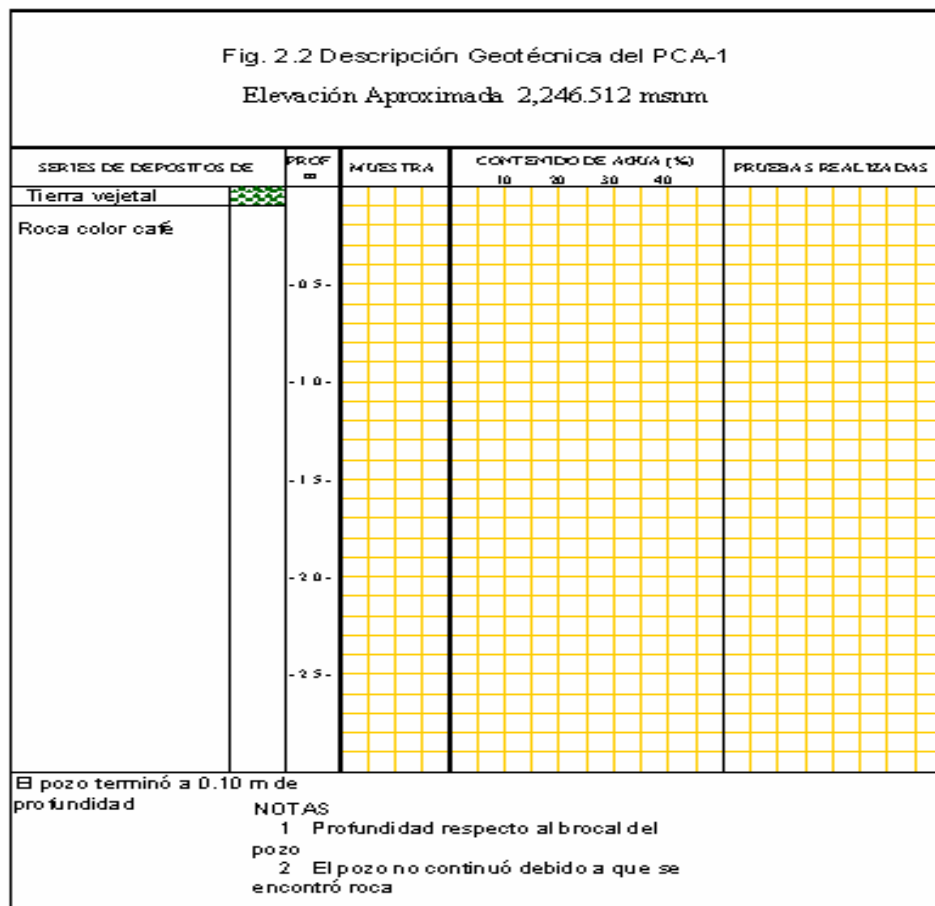 Fig. 2.2 Descripción Geotécnica del PCA-1
Elevación Aproximada 2,246.512 msnm
SERIES DE DEPOSITOS DE
PROF
m
MUESTRA
CONTENIDO DE AGUA (%)
10 20 30 40
PRUEBAS REALIZADAS
Tierra vejetal
Roca color café
- 0 5 -
- 1 0 -
- 1 5 -
- 2 0 -
- 2 5 -
El pozo terminó a 0.10 m de
profundidad
NOTAS
1 Profundidad respecto al brocal del
pozo
2 El pozo no continuó debido a que se
encontró roca